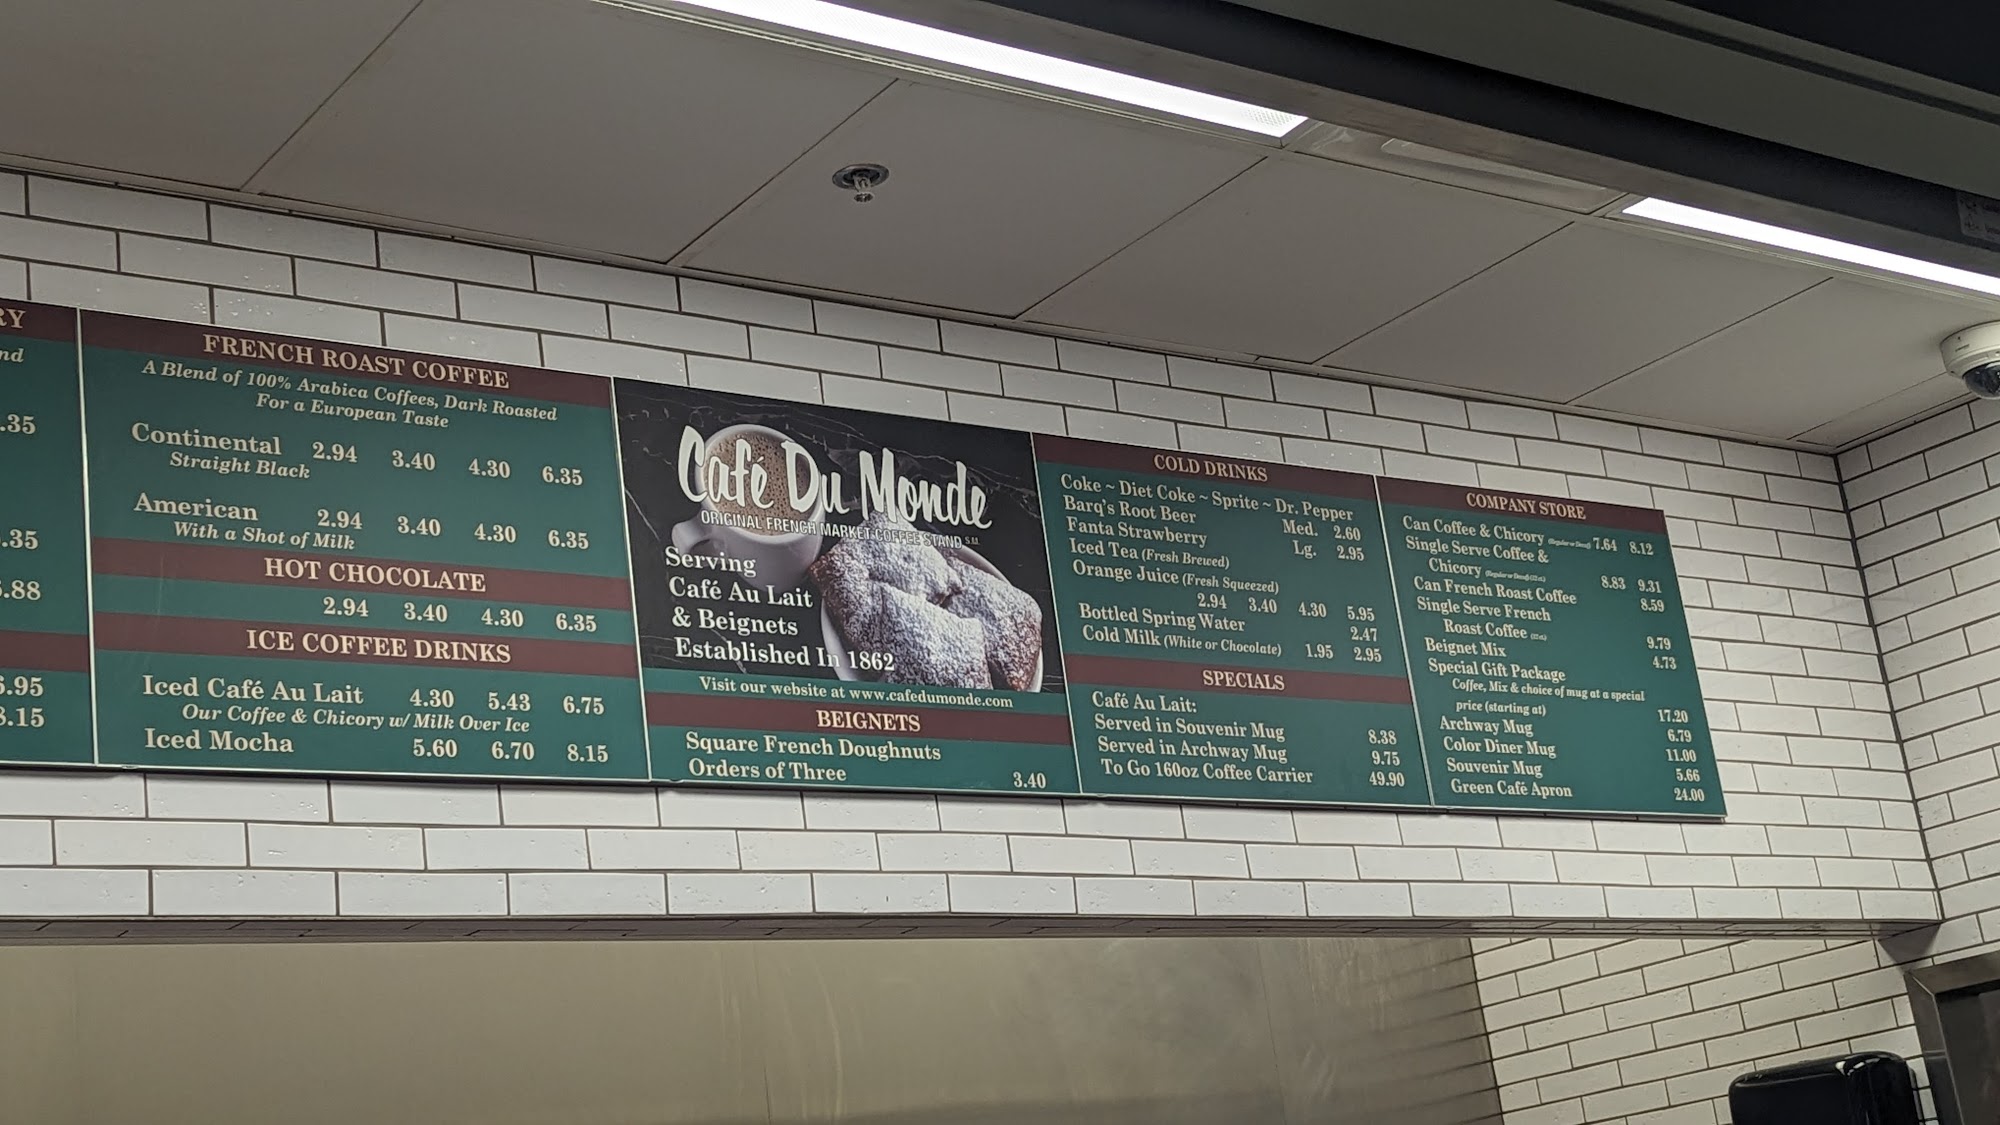 RY
nd
.35
.35
.88
.95
8.15
FRENCH ROAST COFFEE
A Blend of 100% Arabica Coffees, Dark Roasted
For a European Taste
Continental 2.94 3.40 4.30 6.35
Straight Black
American 2.94 3.40 4.30 6.35
With a Shot of Milk
HOT CHOCOLATE
2.94 3.40 4.30 6.35
ICE COFFEE DRINKS
Iced Café Au Lait 4.30 5.43 6.75
Our Coffee & Chicory w/ Milk Over Ice
Iced Mocha 5.60 6.70 8.15
Café Du Monde
ORIGINAL FRENCH MARKET COFFEE STAND S.M.
Serving
Café Au Lait
& Beignets
Established In 1862
Visit our website at www.cafedumonde.com
BEIGNETS
Square French Doughnuts
Orders of Three 3.40
COLD DRINKS
Coke ~ Diet Coke ~ Sprite ~ Dr. Pepper
Barq's Root Beer Med. 2.60
Fanta Strawberry Lg. 2.95
Iced Tea (Fresh Brewed)
Orange Juice (Fresh Squeezed)
2.94 3.40 4.30 5.95
Bottled Spring Water 2.47
Cold Milk (White or Chocolate) 1.95 2.95
SPECIALS
Café Au Lait:
Served in Souvenir Mug 8.38
Served in Archway Mug 9.75
To Go 160oz Coffee Carrier 49.90
COMPANY STORE
Can Coffee & Chicory (Regular or Decaf) 7.64 8.12
Single Serve Coffee &
Chicory (Regular or Decaf) (12 ct.) 8.83 9.31
Can French Roast Coffee 8.59
Single Serve French
Roast Coffee (12 ct.) 9.79
Beignet Mix 4.73
Special Gift Package
Coffee, Mix & choice of mug at a special
price (starting at) 17.20
Archway Mug 6.79
Color Diner Mug 11.00
Souvenir Mug 5.66
Green Café Apron 24.00